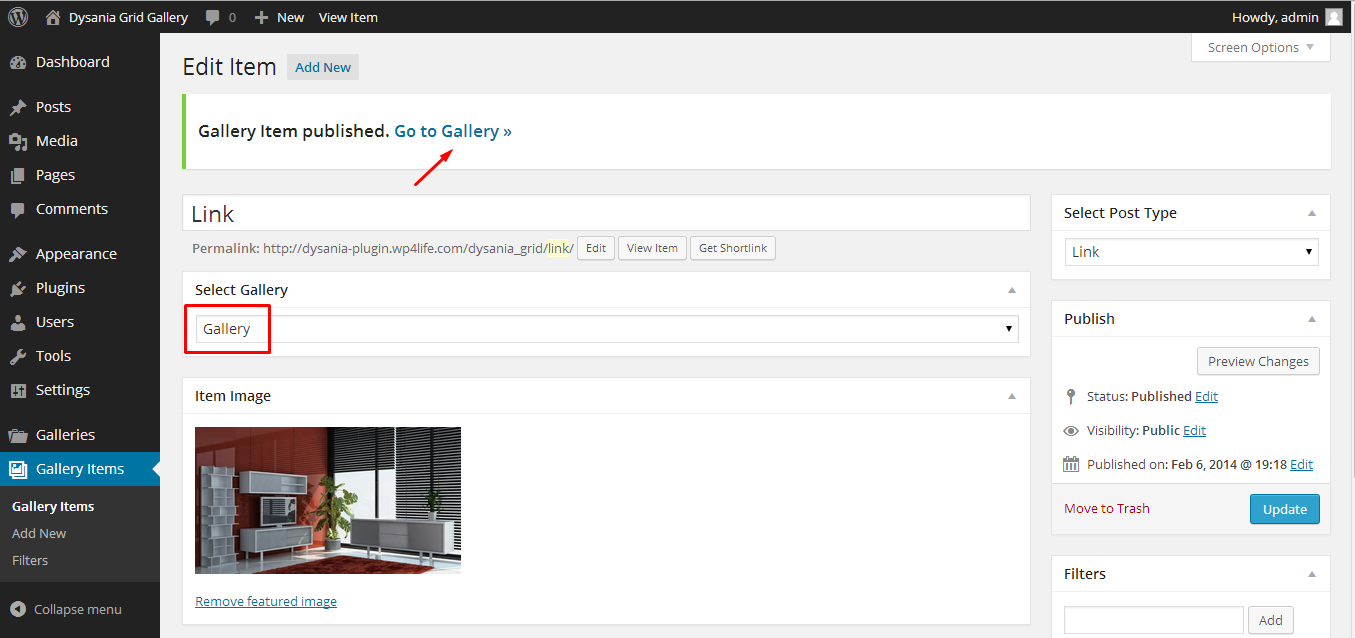 Dysania Grid Gallery 0 New View Item Howdy, admin
Screen Options
Dashboard
Posts
Media
Pages
Comments
Appearance
Plugins
Users
Tools
Settings
Galleries
Gallery Items
Gallery Items
Add New
Filters
Collapse menu
Edit Item Add New
Gallery Item published. Go to Gallery »
Link
Permalink: http://dysania-plugin.wp4life.com/dysania_grid/link/ Edit View Item Get Shortlink
Select Gallery
Gallery
Item Image
Remove featured image
Select Post Type
Link
Publish
Preview Changes
Status: Published Edit
Visibility: Public Edit
Published on: Feb 6, 2014 @ 19:18 Edit
Move to Trash Update
Filters
Add